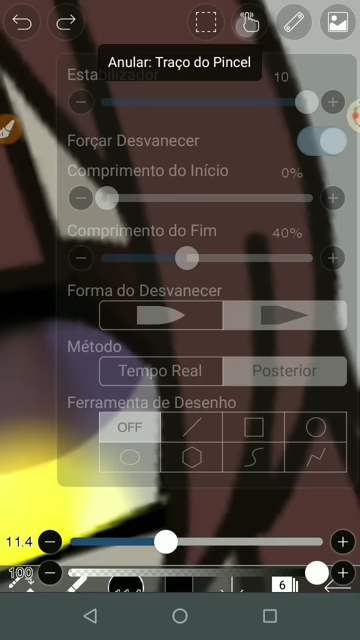 Anular: Traço do Pincel
Estabilizador 10
Forçar Desvanecer
Comprimento do Início 0%
Comprimento do Fim 40%
Forma do Desvanecer
Método
Tempo Real Posterior
Ferramenta de Desenho
OFF
11.4
100
6